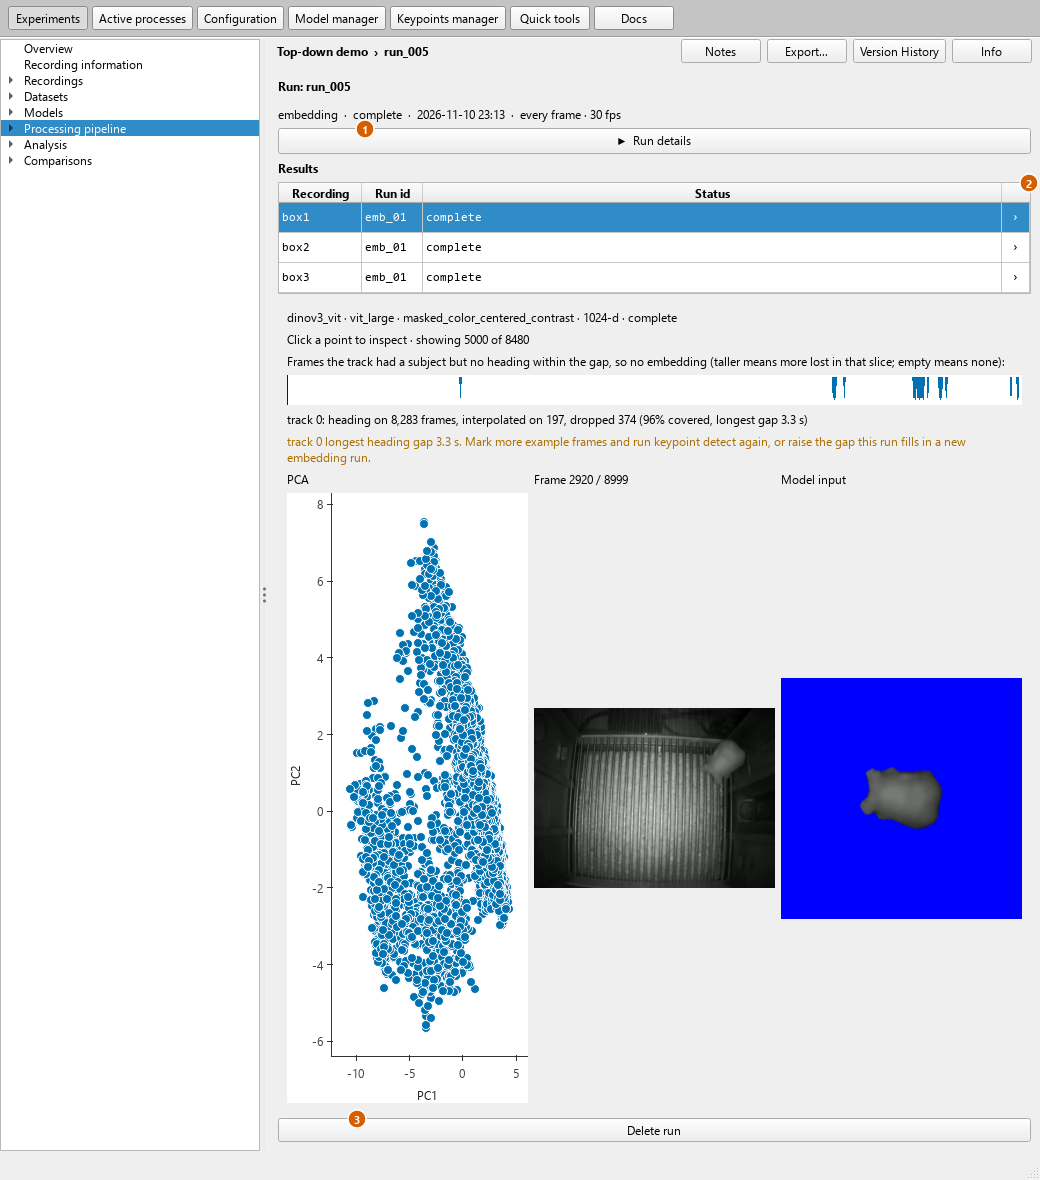 Experiments Active processes Configuration Model manager Keypoints manager Quick tools Docs
Overview
Recording information
Recordings
Datasets
Models
Processing pipeline
Analysis
Comparisons
Top-down demo › run_005
Notes Export... Version History Info
Run: run_005
embedding · complete · 2026-11-10 23:13 · every frame · 30 fps
1
► Run details
Results
2
Recording Run id Status
box1 emb_01 complete ›
box2 emb_01 complete ›
box3 emb_01 complete ›
dinov3_vit · vit_large · masked_color_centered_contrast · 1024-d · complete
Click a point to inspect · showing 5000 of 8480
Frames the track had a subject but no heading within the gap, so no embedding (taller means more lost in that slice; empty means none):
track 0: heading on 8,283 frames, interpolated on 197, dropped 374 (96% covered, longest gap 3.3 s)
track 0 longest heading gap 3.3 s. Mark more example frames and run keypoint detect again, or raise the gap this run fills in a new
embedding run.
PCA Frame 2920 / 8999 Model input
8
6
4
2
0
-2
-4
-6
PC2
-10 -5 0 5
PC1
3
Delete run